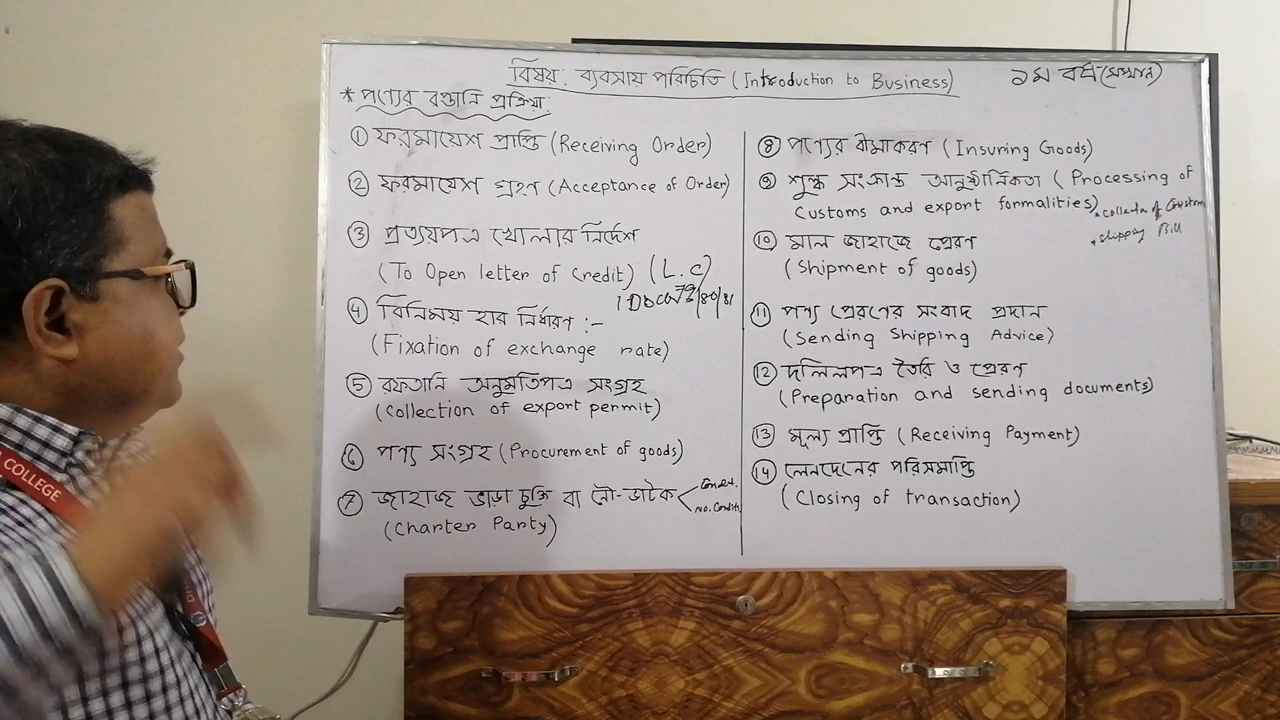 বিষয়: ব্যবসায় পরিচিতি (Introduction to Business)
১ম বর্ষ (সম্মান)
* পণ্যের রপ্তানি প্রক্রিয়া:
① ফরমায়েশ প্রাপ্তি (Receiving Order)
② ফরমায়েশ গ্রহণ (Acceptance of Order)
③ প্রত্যয়পত্র খোলার নির্দেশ
(To Open letter of Credit) (L.C)
④ বিনিময় হার নির্ধারণ :-
(Fixation of exchange rate)
⑤ রফতানি অনুমতিপত্র সংগ্রহ
(Collection of export permit)
⑥ পণ্য সংগ্রহ (Procurement of goods)
⑦ জাহাজ ভাড়া চুক্তি বা নৌ-ভাটক
(Charter Party)
⑧ পণ্যের বীমাকরণ (Insuring Goods)
⑨ শুল্ক সংক্রান্ত আনুষ্ঠানিকতা (Processing of
Customs and export formalities)
* shipping Bill
⑩ মাল জাহাজে প্রেরণ
(Shipment of goods)
⑪ পণ্য প্রেরণের সংবাদ প্রদান
(Sending Shipping Advice)
⑫ দলিলপত্র তৈরি ও প্রেরণ
(Preparation and sending documents)
⑬ মূল্য প্রাপ্তি (Receiving Payment)
⑭ লেনদেনের পরিসমাপ্তি
(Closing of transaction)
COLLEGE